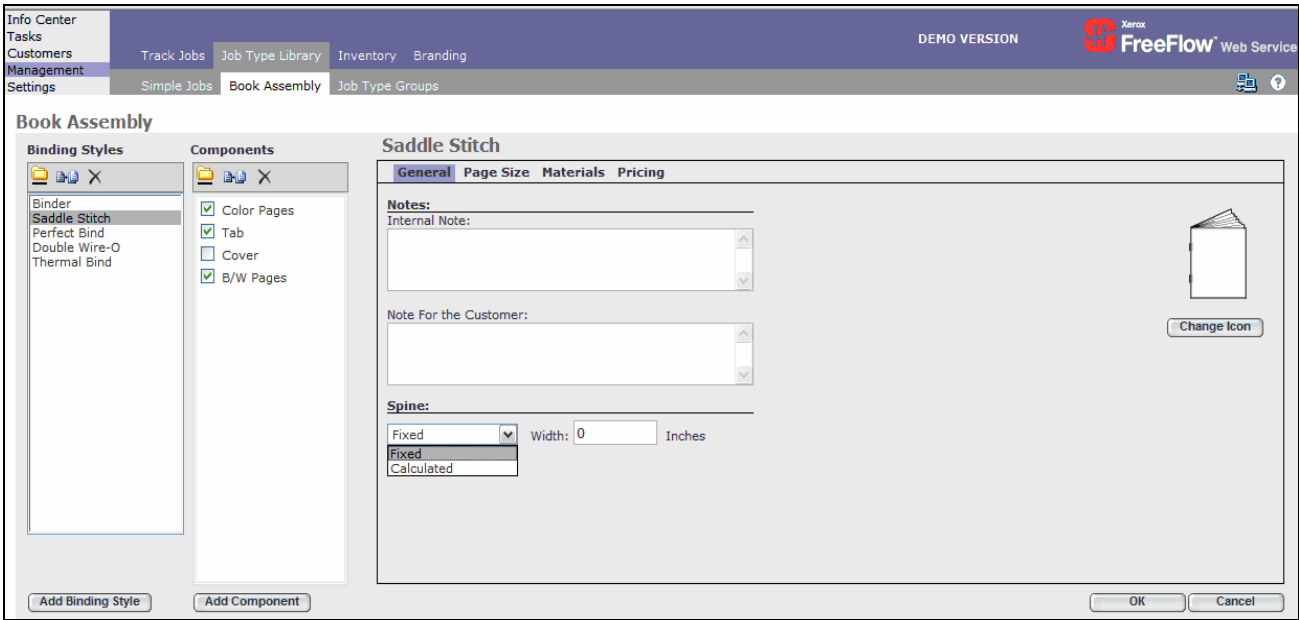 Info Center
Tasks
Customers
Management
Settings
Track Jobs Job Type Library Inventory Branding
Simple Jobs Book Assembly Job Type Groups
DEMO VERSION
Xerox
FreeFlow Web Service
?
Book Assembly
Binding Styles
Binder
Saddle Stitch
Perfect Bind
Double Wire-O
Thermal Bind
Add Binding Style
Components
Color Pages
Tab
Cover
B/W Pages
Add Component
Saddle Stitch
General Page Size Materials Pricing
Notes:
Internal Note:
Note For the Customer:
Spine:
Fixed Width: 0 Inches
Fixed
Calculated
Change Icon
OK Cancel